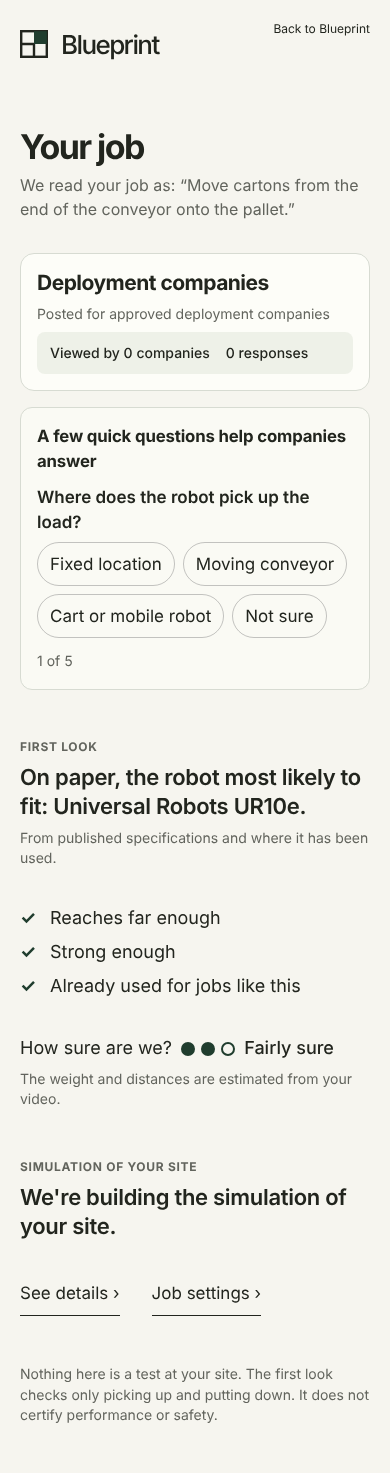 Blueprint
Back to Blueprint
Your job
We read your job as: “Move cartons from the
end of the conveyor onto the pallet.”
Deployment companies
Posted for approved deployment companies
Viewed by 0 companies 0 responses
A few quick questions help companies
answer
Where does the robot pick up the
load?
Fixed location
Moving conveyor
Cart or mobile robot
Not sure
1 of 5
FIRST LOOK
On paper, the robot most likely to
fit: Universal Robots UR10e.
From published specifications and where it has been
used.
Reaches far enough
Strong enough
Already used for jobs like this
How sure are we? Fairly sure
The weight and distances are estimated from your
video.
SIMULATION OF YOUR SITE
We're building the simulation of
your site.
See details ›
Job settings ›
Nothing here is a test at your site. The first look
checks only picking up and putting down. It does not
certify performance or safety.